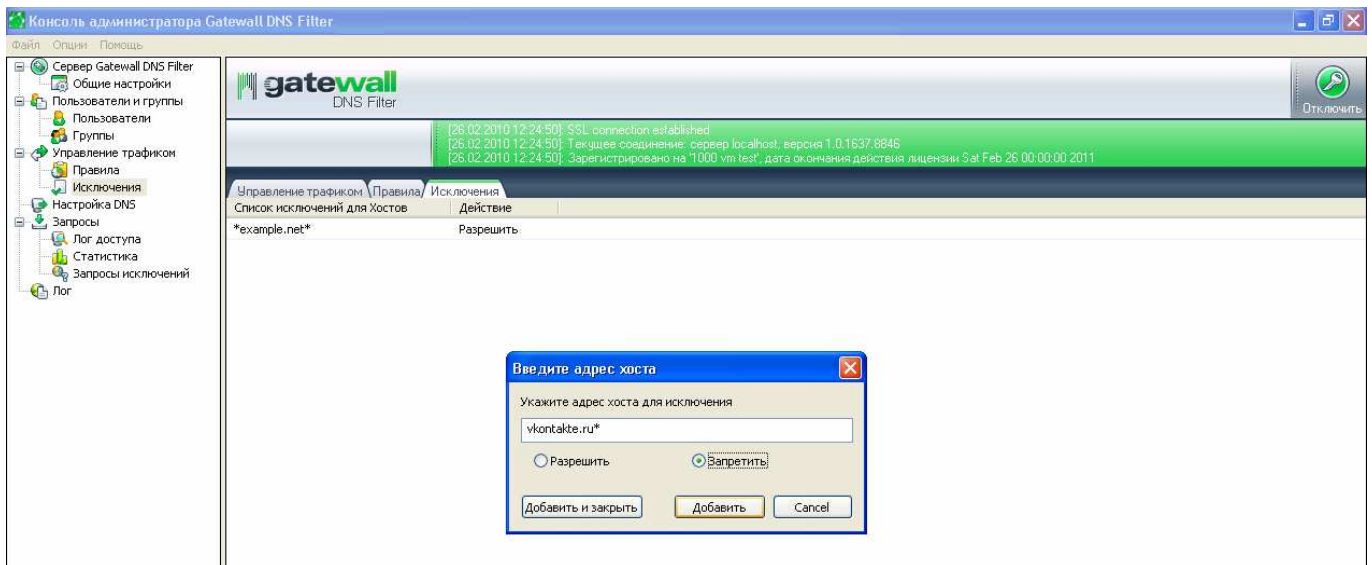 Консоль администратора Gatewall DNS Filter
Файл Опции Помощь
Сервер Gatewall DNS Filter
Общие настройки
Пользователи и группы
Пользователи
Группы
Управление трафиком
Правила
Исключения
Настройка DNS
Запросы
Лог доступа
Статистика
Запросы исключений
Лог
gatewall
DNS Filter
Отключить
[26.02.2010 12:24:50]: SSL connection established
[26.02.2010 12:24:50]: Текущее соединение: сервер localhost, версия 1.0.1637.8846
[26.02.2010 12:24:50]: Зарегистрировано на '1000 vm test', дата окончания действия лицензии Sat Feb 26 00:00:00 2011
Управление трафиком Правила Исключения
Список исключений для Хостов Действие
*example.net* Разрешить
Введите адрес хоста
Укажите адрес хоста для исключения
vkontakte.ru*
Разрешить Запретить
Добавить и закрыть Добавить Cancel